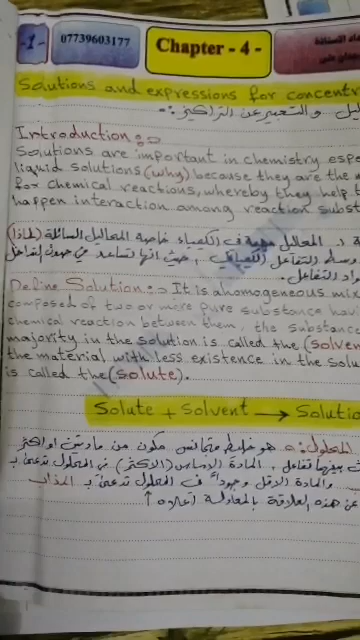 -1-
07739603177
Chapter - 4 -
Solutions and expressions for concentr
والتعبير عن التراكيز :-
Introduction :-
Solutions are important in chemistry espe
liquid solutions (why) because they are the m
for chemical reactions, whereby they help t
happen interaction among reaction subst
المحاليل مهمة في الكيمياء خاصة المحاليل السائلة (لماذا)
وسط للتفاعل الكيميائي , حيث انها تساعد في حدوث التفاعل
مواد التفاعل.
Define Solution :- It is a homogeneous mix
composed of two or more pure substance havi
chemical reaction between them, the substance
majority in the solution is called the (solven
the material with less existence in the solu
is called the (solute).
Solute + Solvent → Solutio
المحلول :- هو خليط متجانس مكون من مادتين او اكثر
بينهما تفاعل , المادة الاساس (الاكثر) في المحلول تدعى بـ
والمادة الاقل وجوداً في المحلول تدعى بـ المذاب
عن هذه العلاقة بالمعادلة اعلاه ↑